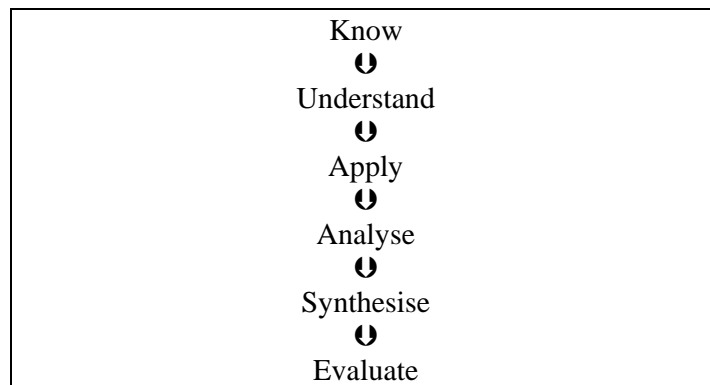 Know
Understand
Apply
Analyse
Synthesise
Evaluate